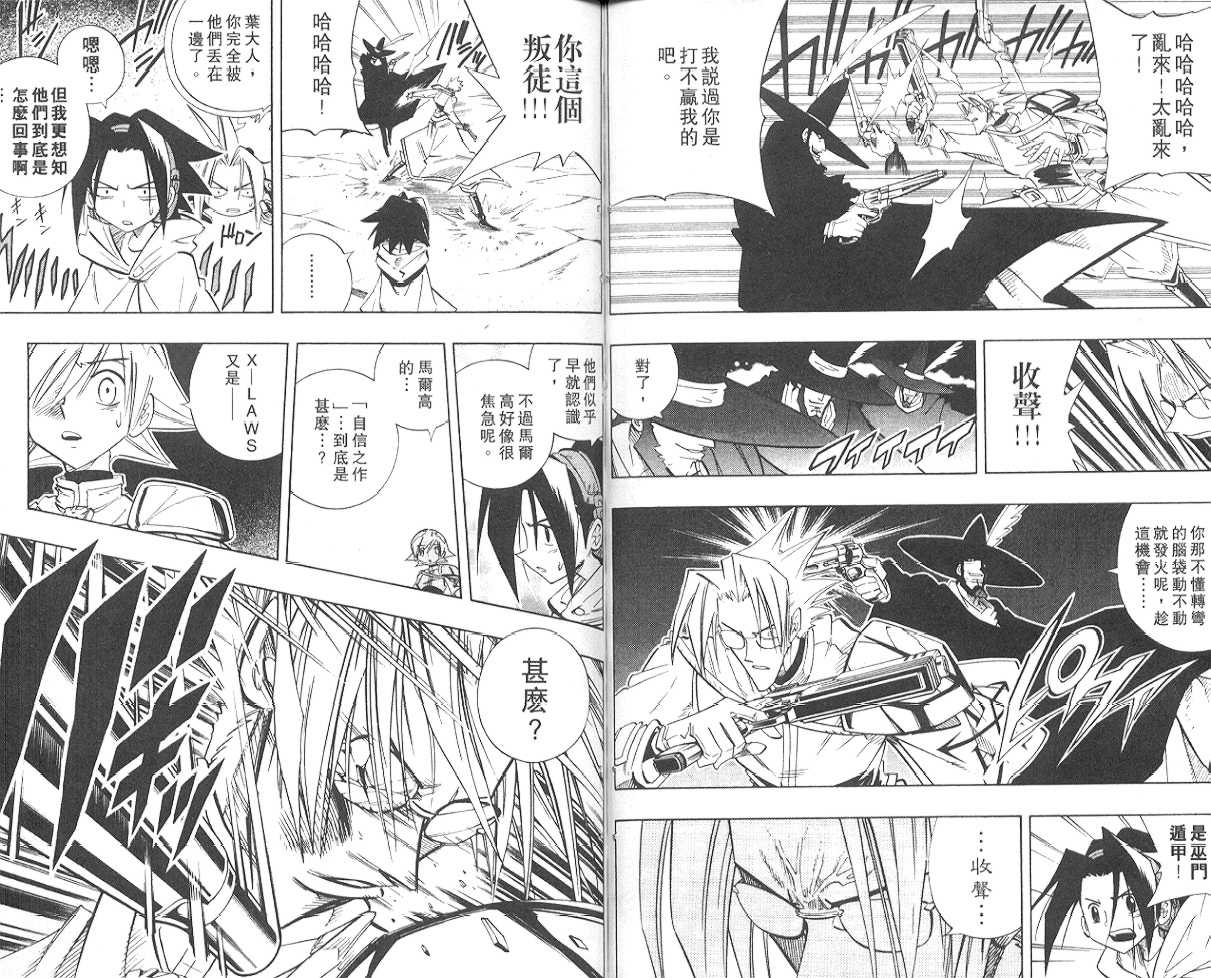 哈哈哈哈哈，
亂來！太亂來
了！
我說過你是
打不贏我的
吧。
收聲!!!
對了，
你那不懂轉彎
的腦袋動不動
就發火呢，趁
這機會……
是巫門
遁甲！
…收聲…
你這個
叛徒!!!
哈哈哈哈哈！
………
葉大人，
你完全被
他們丟在
一邊了。
嗯嗯…
但我更想知
他們到底是
怎麼回事啊
…
ドドロン
他們似乎
早就認識
了，
不過馬爾
高好像很
焦急呢。
馬爾高
的…
「自信之作
」…到底是
甚麼…？
X—LAWS
又是——
甚麼？